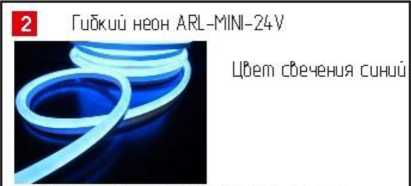 2 Гибкий неон ARL-MINI-24V
Цвет свечения синий